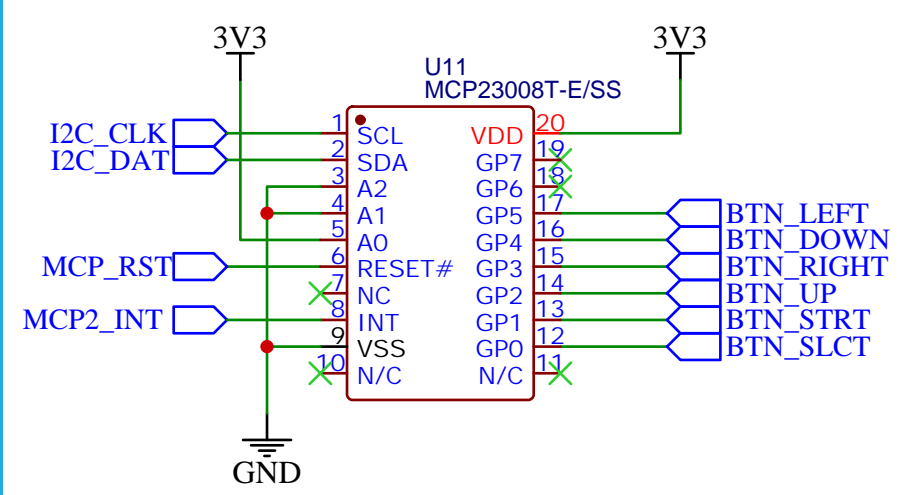 3V3
3V3
U11
MCP23008T-E/SS
I2C_CLK 1 SCL VDD 20
I2C_DAT 2 SDA GP7 19
3 A2 GP6 18
4 A1 GP5 17 BTN_LEFT
5 A0 GP4 16 BTN_DOWN
MCP_RST 6 RESET# GP3 15 BTN_RIGHT
7 NC GP2 14 BTN_UP
MCP2_INT 8 INT GP1 13 BTN_STRT
9 VSS GP0 12 BTN_SLCT
10 N/C N/C 11
GND